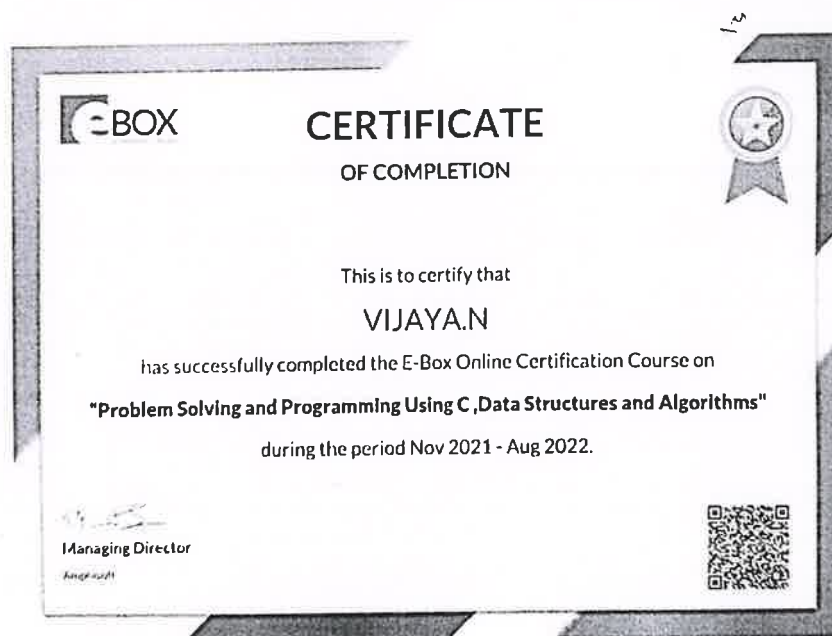 eBOX
CERTIFICATE
OF COMPLETION
This is to certify that
VIJAYA.N
has successfully completed the E-Box Online Certification Course on
"Problem Solving and Programming Using C ,Data Structures and Algorithms"
during the period Nov 2021 - Aug 2022.
Managing Director